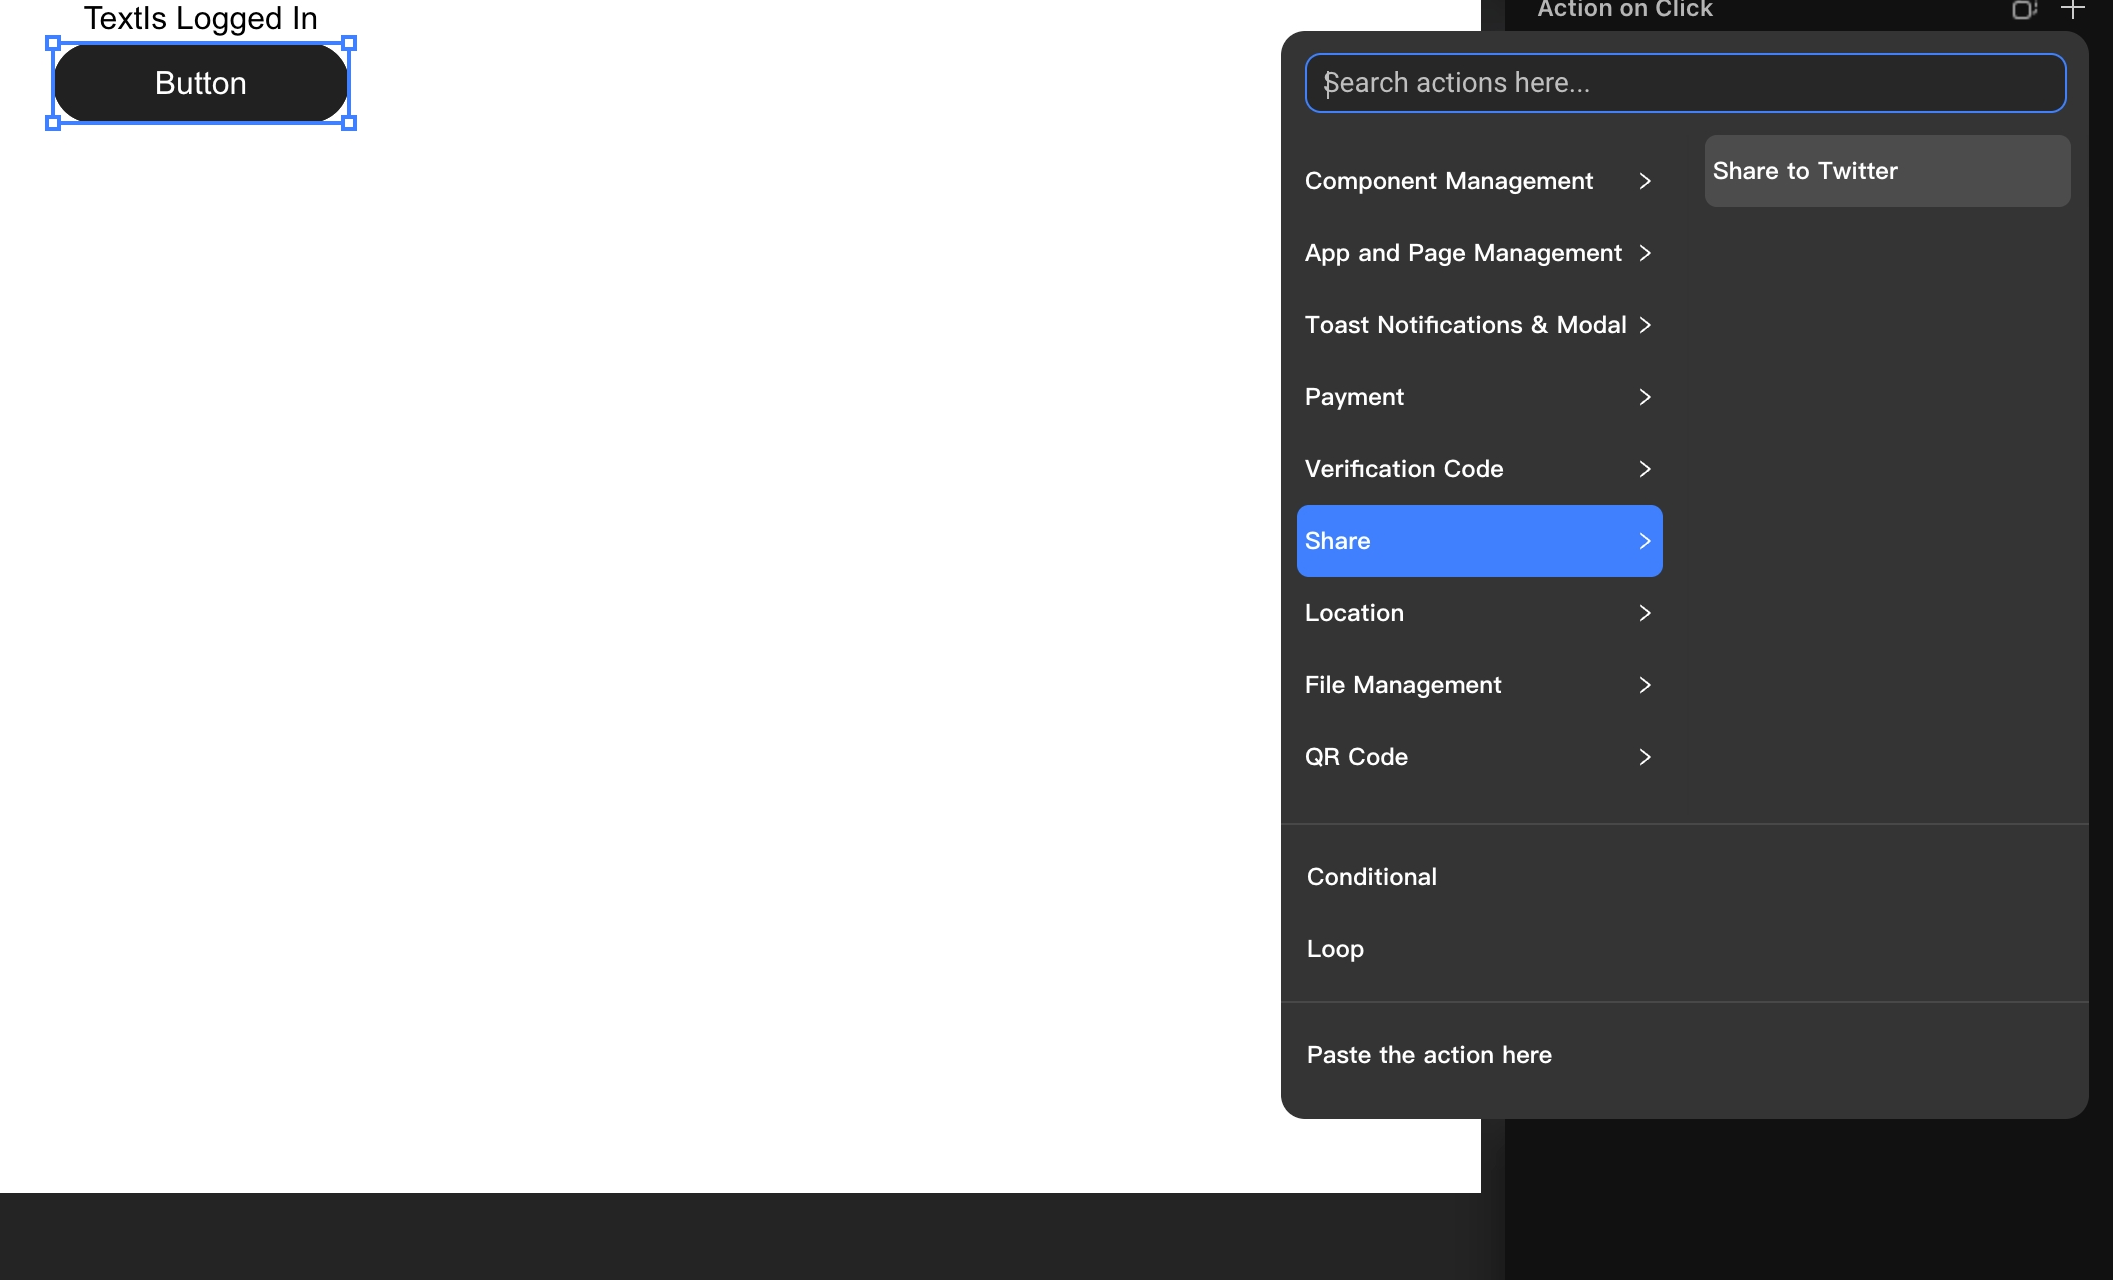 TextIs Logged In
Button
Action on Click
Search actions here...
Component Management
Share to Twitter
App and Page Management
Toast Notifications & Modal
Payment
Verification Code
Share
Location
File Management
QR Code
Conditional
Loop
Paste the action here